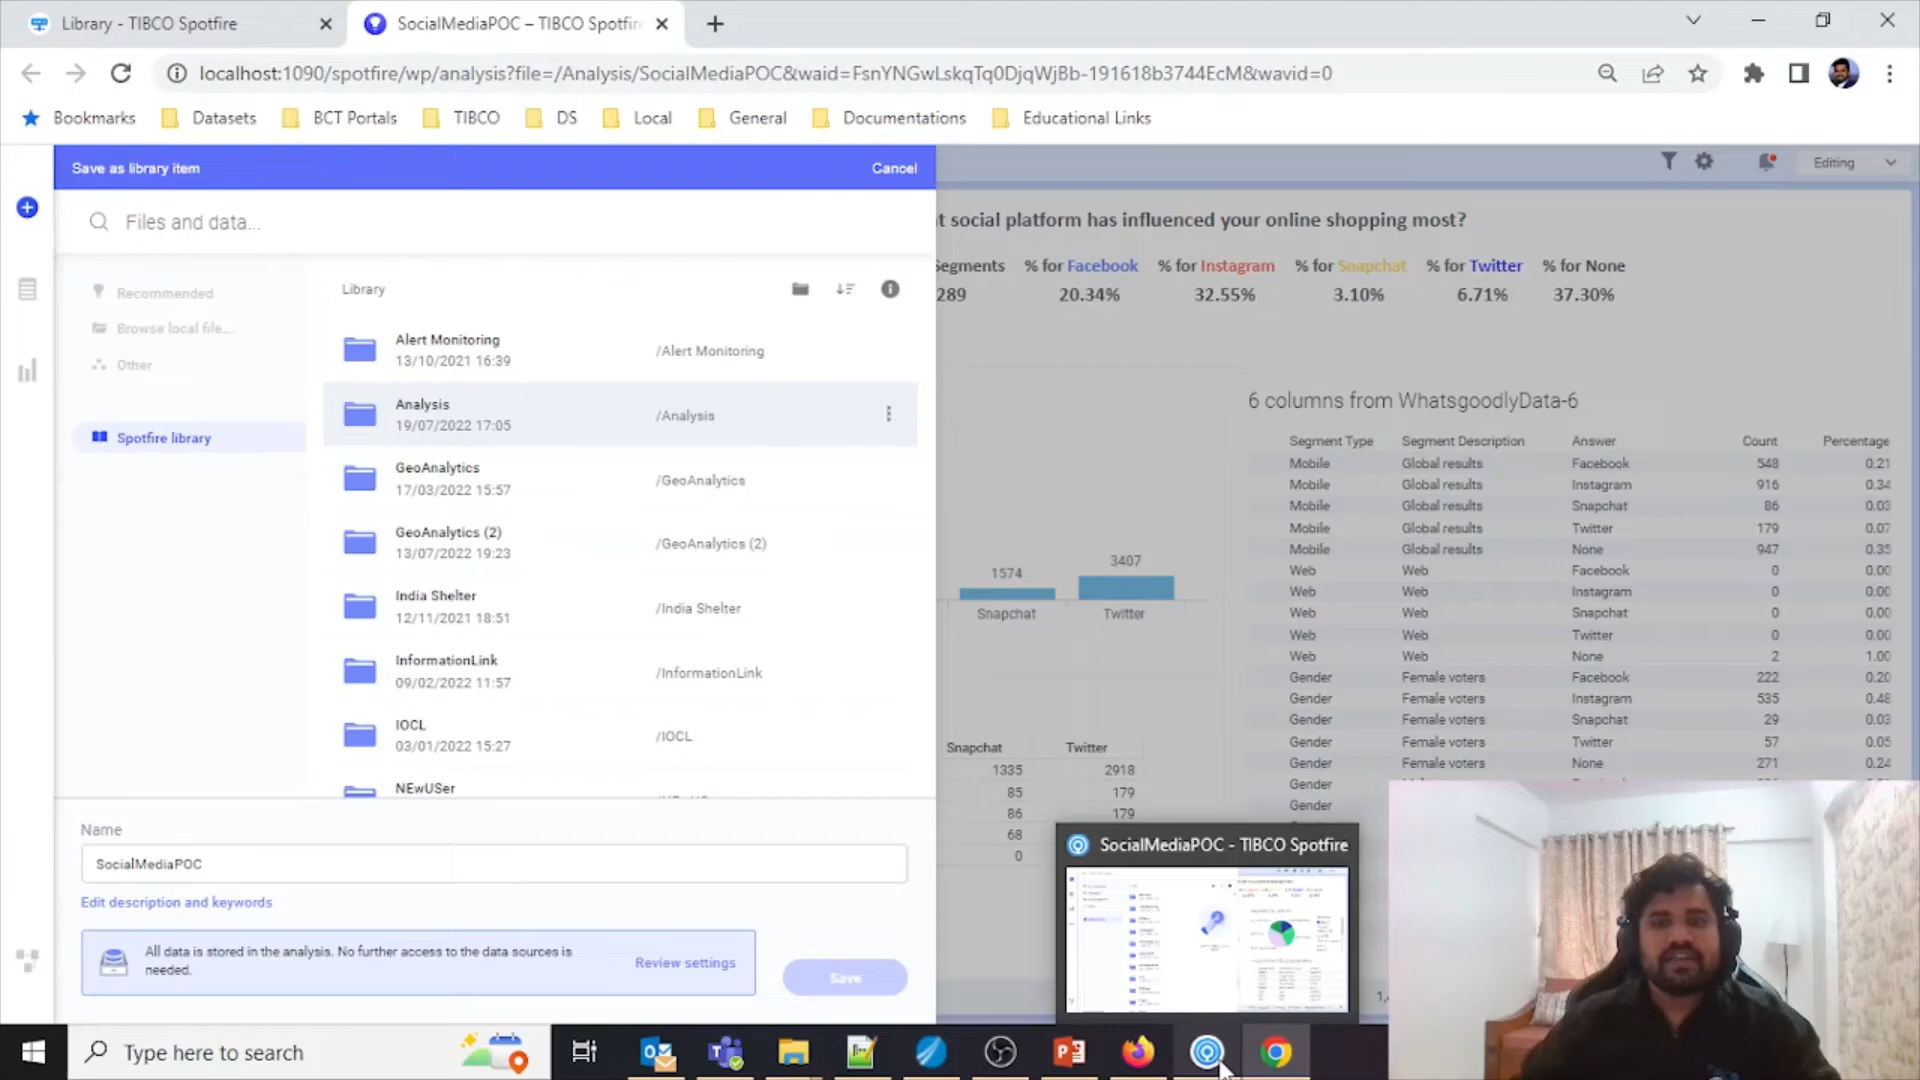 Library - TIBCO Spotfire
SocialMediaPOC – TIBCO Spotfire
localhost:1090/spotfire/wp/analysis?file=/Analysis/SocialMediaPOC&waid=FsnYNGwLskqTq0DjqWjBb-191618b3744EcM&wavid=0
Bookmarks Datasets BCT Portals TIBCO DS Local General Documentations Educational Links
Save as library item Cancel
Files and data...
Recommended
Browse local file...
Other
Spotfire library
Library
Alert Monitoring /Alert Monitoring
13/10/2021 16:39
Analysis /Analysis
19/07/2022 17:05
GeoAnalytics /GeoAnalytics
17/03/2022 15:57
GeoAnalytics (2) /GeoAnalytics (2)
13/07/2022 19:23
India Shelter /India Shelter
12/11/2021 18:51
InformationLink /InformationLink
09/02/2022 11:57
IOCL /IOCL
03/01/2022 15:27
NEwUSer
Name
SocialMediaPOC
Edit description and keywords
All data is stored in the analysis. No further access to the data sources is
needed.
Review settings
Save
Editing
social platform has influenced your online shopping most?
% for Facebook % for Instagram % for Snapchat % for Twitter % for None
289 20.34% 32.55% 3.10% 6.71% 37.30%
1574 3407
Snapchat Twitter
6 columns from WhatsgoodlyData-6
Segment Type Segment Description Answer Count Percentage
Mobile Global results Facebook 548 0.21
Mobile Global results Instagram 916 0.34
Mobile Global results Snapchat 86 0.03
Mobile Global results Twitter 179 0.07
Mobile Global results None 947 0.35
Web Web Facebook 0 0.00
Web Web Instagram 0 0.00
Web Web Snapchat 0 0.00
Web Web Twitter 0 0.00
Web Web None 2 1.00
Gender Female voters Facebook 222 0.20
Gender Female voters Instagram 535 0.48
Gender Female voters Snapchat 29 0.03
Gender Female voters Twitter 57 0.05
Gender Female voters None 271 0.24
Gender
Gender
Snapchat Twitter
1335 2918
85 179
86 179
68
0
SocialMediaPOC - TIBCO Spotfire
Type here to search